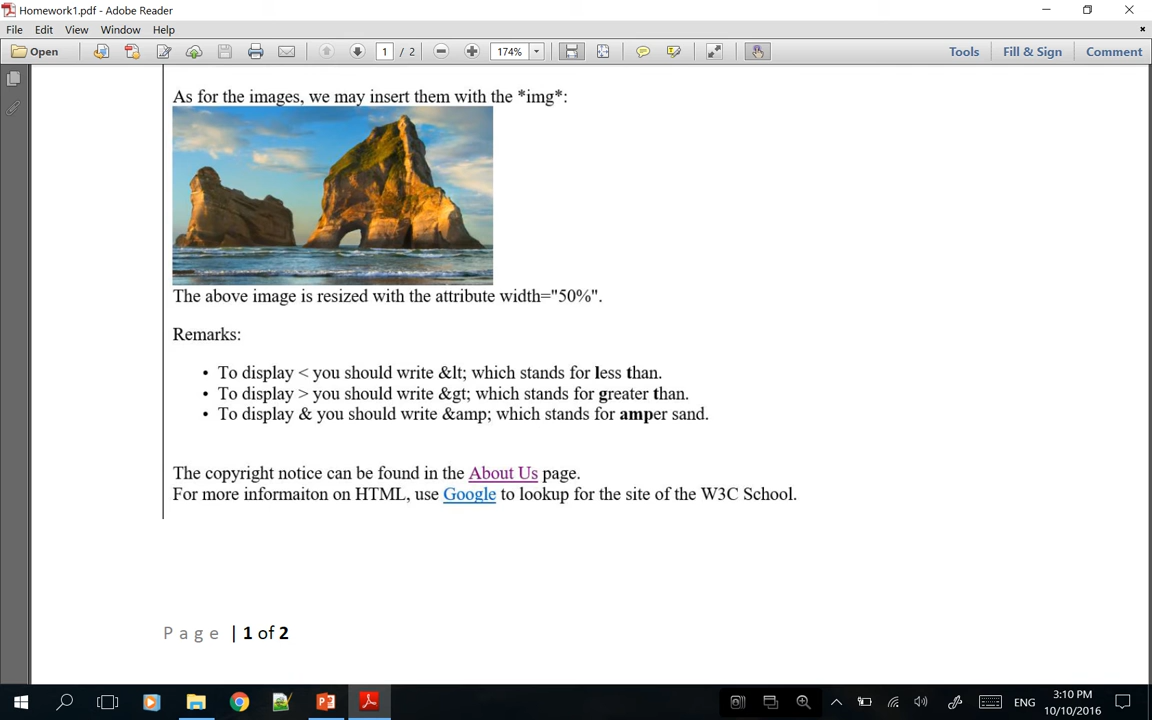 Homework1.pdf - Adobe Reader
File Edit View Window Help
Open 1 / 2 174% Tools Fill & Sign Comment
As for the images, we may insert them with the *img*:
The above image is resized with the attribute width="50%".
Remarks:
• To display < you should write &lt; which stands for less than.
• To display > you should write &gt; which stands for greater than.
• To display & you should write &amp; which stands for amper sand.
The copyright notice can be found in the About Us page.
For more informaiton on HTML, use Google to lookup for the site of the W3C School.
Page | 1 of 2
ENG 3:10 PM
10/10/2016